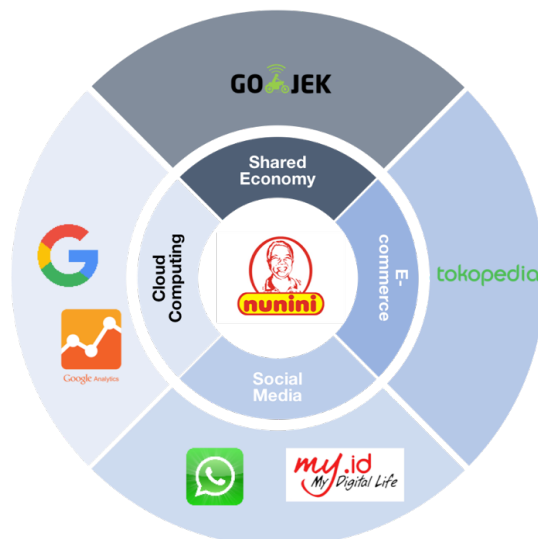 GO JEK
Shared
Economy
Cloud
Computing
nunini
E-
commerce
tokopedia
Google Analytics
Social
Media
my.id
My Digital Life